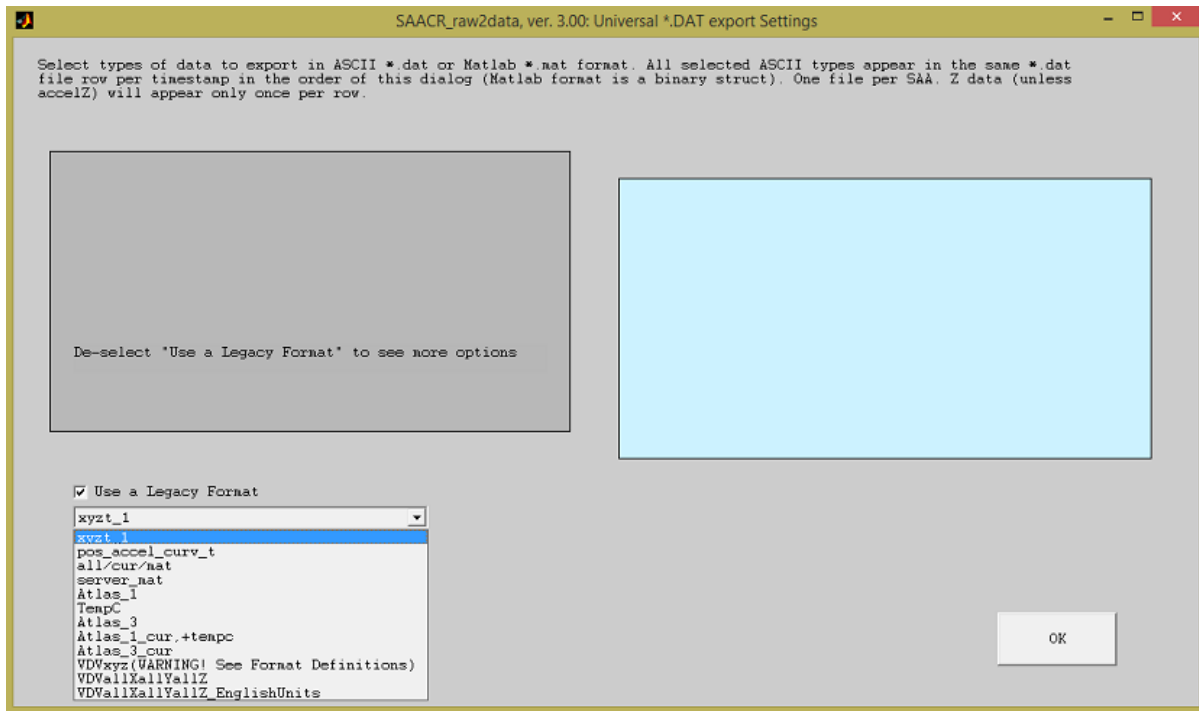 SAACR_raw2data, ver. 3.00: Universal *.DAT export Settings
Select types of data to export in ASCII *.dat or Matlab *.mat format. All selected ASCII types appear in the same *.dat
file row per timestamp in the order of this dialog (Matlab format is a binary struct). One file per SAA. Z data (unless
accelZ) will appear only once per row.
De-select "Use a Legacy Format" to see more options
Use a Legacy Format
xyzt_1
xyzt_1
pos_accel_curv_t
all/cur/mat
server_mat
Atlas_1
TempC
Atlas_3
Atlas_1_cur,+tempc
Atlas_3_cur
VDVxyz(WARNING! See Format Definitions)
VDVallXallYallZ
VDVallXallYallZ_EnglishUnits
OK